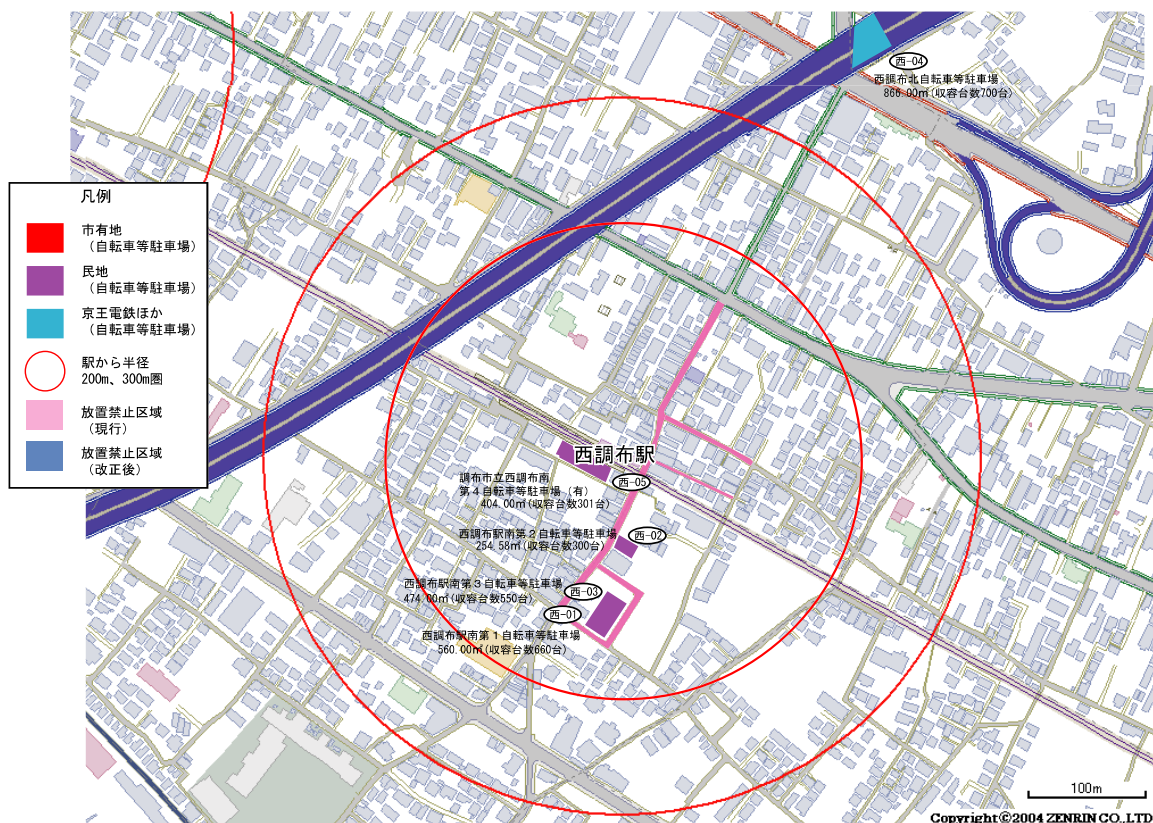 西-04
西調布北自転車等駐車場
866.00㎡(収容台数700台)
凡例
市有地
（自転車等駐車場）
民地
（自転車等駐車場）
京王電鉄ほか
（自転車等駐車場）
駅から半径
200m、300m圏
放置禁止区域
（現行）
放置禁止区域
（改正後）
西調布駅
調布市立西調布南
第４自転車等駐車場（有）
404.00㎡(収容台数301台)
西-05
西調布駅南第２自転車等駐車場
254.58㎡(収容台数300台)
西-02
西調布駅南第３自転車等駐車場
474.60㎡(収容台数550台)
西-03
西-01
西調布駅南第１自転車等駐車場
560.00㎡(収容台数660台)
100m
Copyright©2004 ZENRIN CO.,LTD